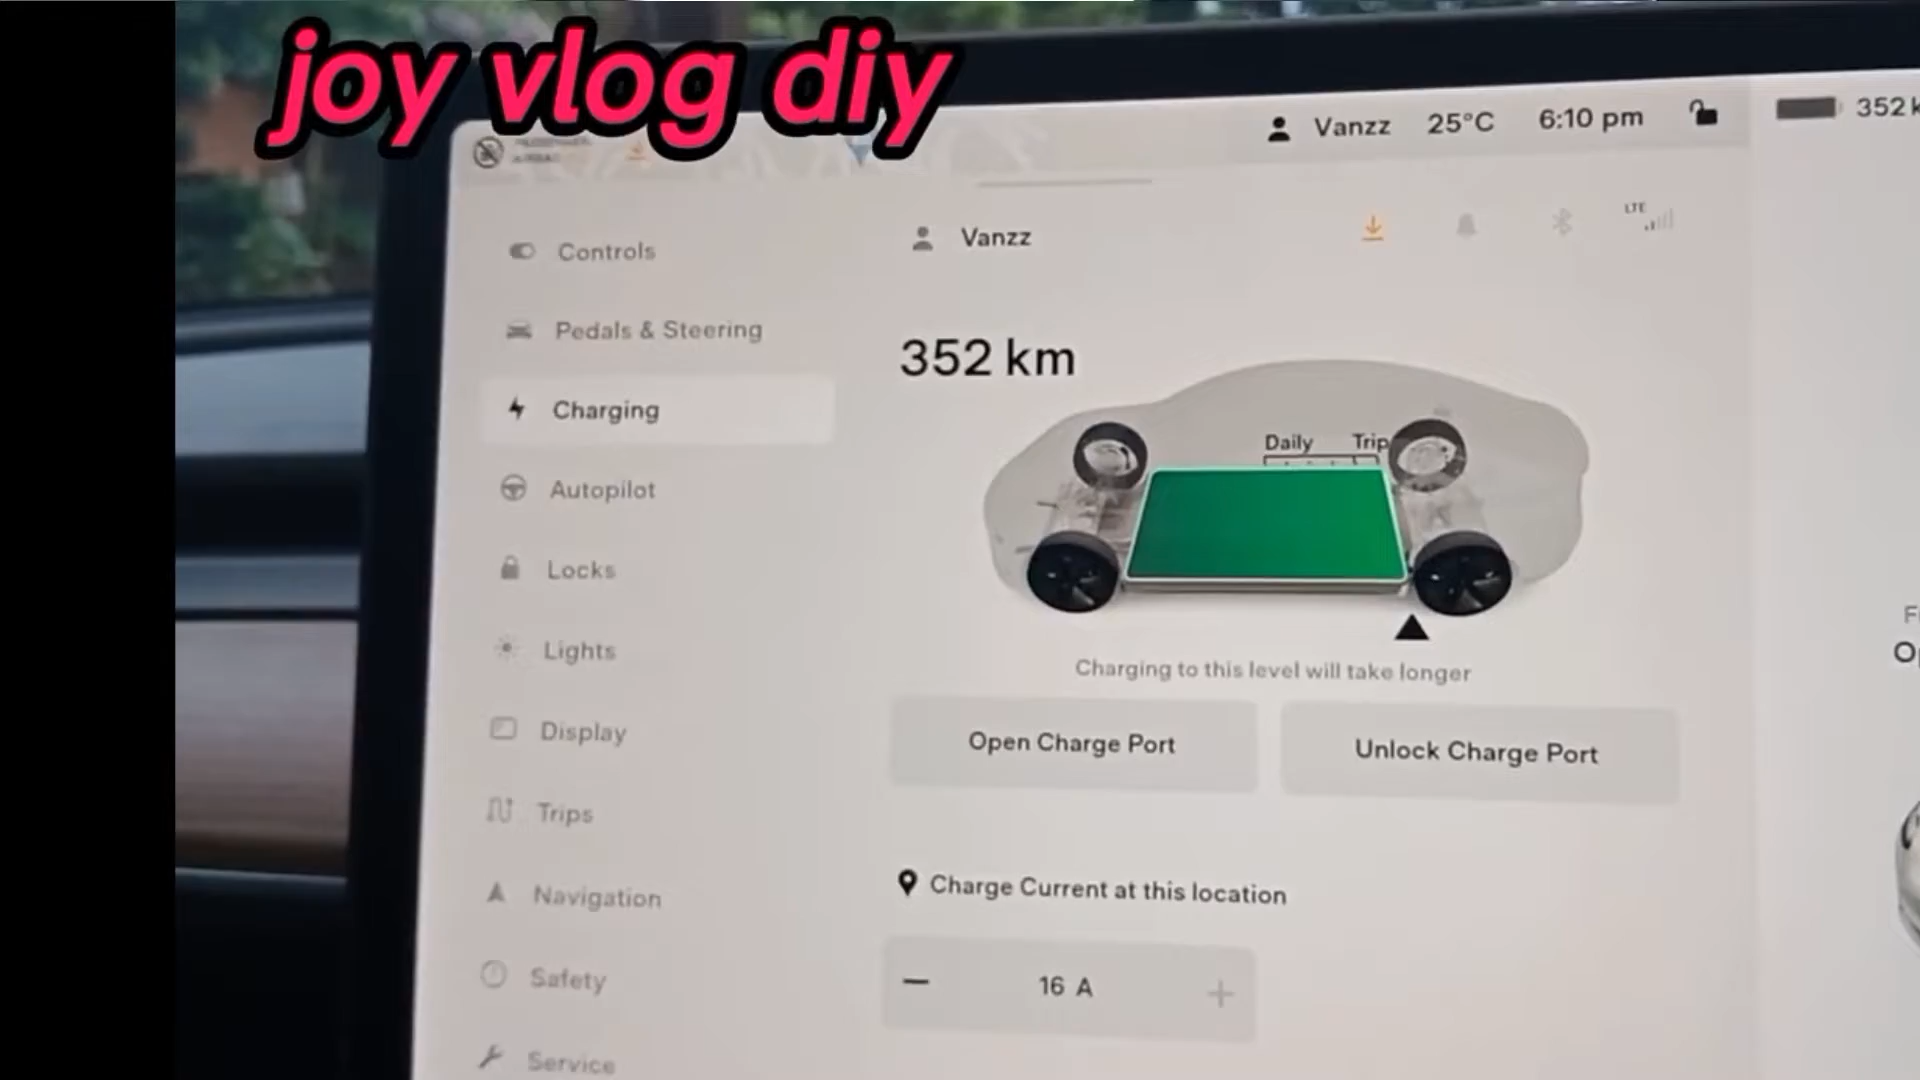 joy vlog diy
Vanzz 25°C 6:10 pm 352
Vanzz
LTE
Controls
Pedals & Steering
Charging
Autopilot
Locks
Lights
Display
Trips
Navigation
Safety
Service
352 km
Daily Trip
Charging to this level will take longer
Open Charge Port
Unlock Charge Port
Charge Current at this location
16 A